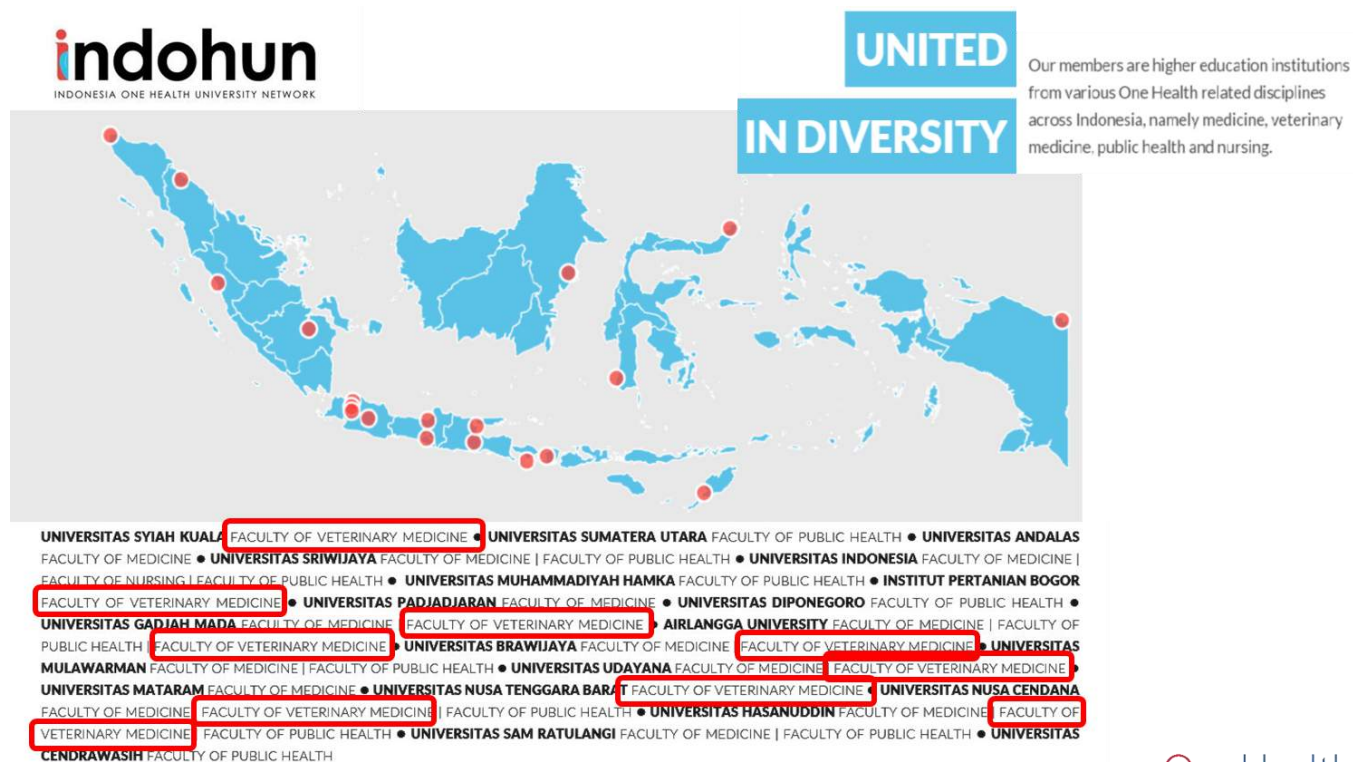 indohun
INDONESIA ONE HEALTH UNIVERSITY NETWORK
UNITED
IN DIVERSITY
Our members are higher education institutions
from various One Health related disciplines
across Indonesia, namely medicine, veterinary
medicine, public health and nursing.
UNIVERSITAS SYIAH KUALA FACULTY OF VETERINARY MEDICINE ● UNIVERSITAS SUMATERA UTARA FACULTY OF PUBLIC HEALTH ● UNIVERSITAS ANDALAS
FACULTY OF MEDICINE ● UNIVERSITAS SRIWIJAYA FACULTY OF MEDICINE | FACULTY OF PUBLIC HEALTH ● UNIVERSITAS INDONESIA FACULTY OF MEDICINE |
FACULTY OF NURSING | FACULTY OF PUBLIC HEALTH ● UNIVERSITAS MUHAMMADIYAH HAMKA FACULTY OF PUBLIC HEALTH ● INSTITUT PERTANIAN BOGOR
FACULTY OF VETERINARY MEDICINE ● UNIVERSITAS PADJADJARAN FACULTY OF MEDICINE ● UNIVERSITAS DIPONEGORO FACULTY OF PUBLIC HEALTH ●
UNIVERSITAS GADJAH MADA FACULTY OF MEDICINE | FACULTY OF VETERINARY MEDICINE ● AIRLANGGA UNIVERSITY FACULTY OF MEDICINE | FACULTY OF
PUBLIC HEALTH | FACULTY OF VETERINARY MEDICINE ● UNIVERSITAS BRAWIJAYA FACULTY OF MEDICINE | FACULTY OF VETERINARY MEDICINE ● UNIVERSITAS
MULAWARMAN FACULTY OF MEDICINE | FACULTY OF PUBLIC HEALTH ● UNIVERSITAS UDAYANA FACULTY OF MEDICINE | FACULTY OF VETERINARY MEDICINE ●
UNIVERSITAS MATARAM FACULTY OF MEDICINE ● UNIVERSITAS NUSA TENGGARA BARAT FACULTY OF VETERINARY MEDICINE ● UNIVERSITAS NUSA CENDANA
FACULTY OF MEDICINE | FACULTY OF VETERINARY MEDICINE | FACULTY OF PUBLIC HEALTH ● UNIVERSITAS HASANUDDIN FACULTY OF MEDICINE | FACULTY OF
VETERINARY MEDICINE | FACULTY OF PUBLIC HEALTH ● UNIVERSITAS SAM RATULANGI FACULTY OF MEDICINE | FACULTY OF PUBLIC HEALTH ● UNIVERSITAS
CENDRAWASIH FACULTY OF PUBLIC HEALTH